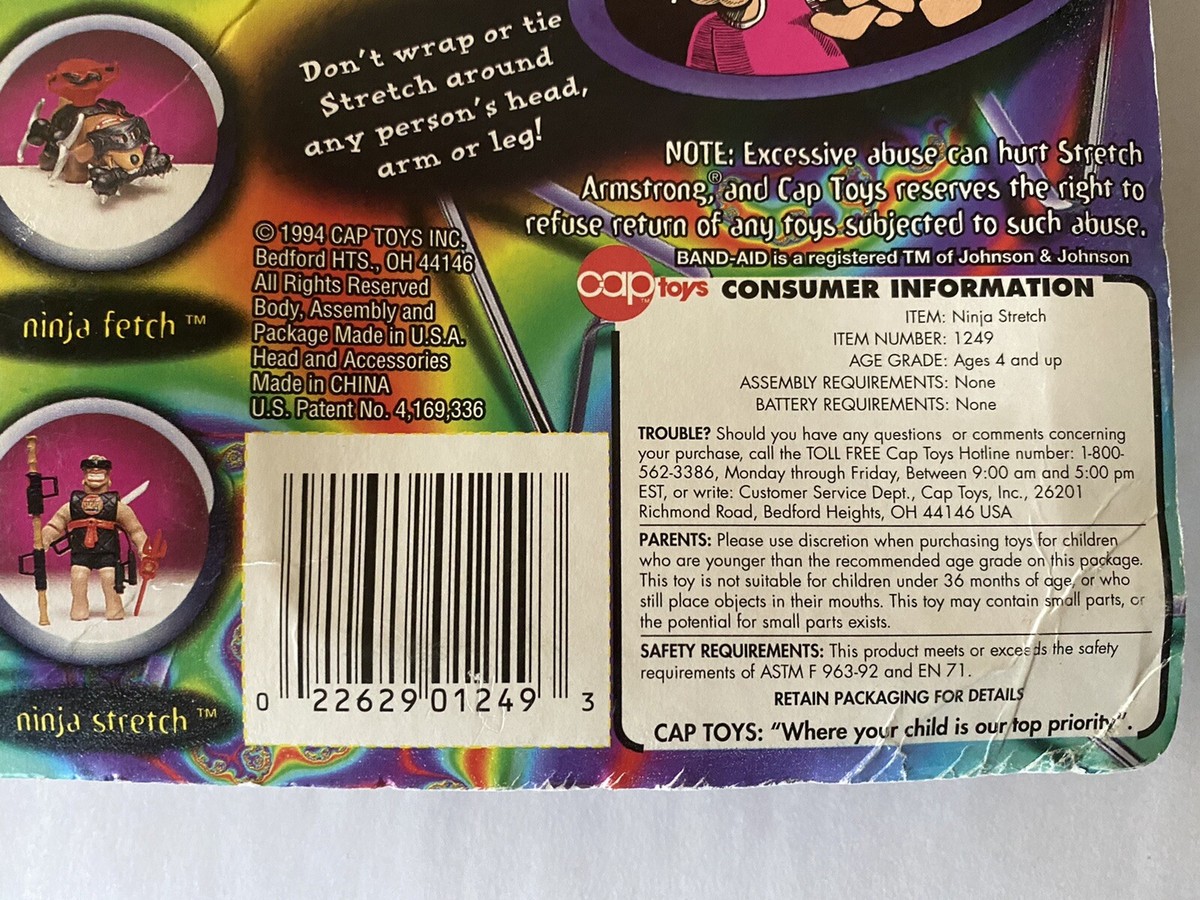 Don't wrap or tie
Stretch around
any person's head,
arm or leg!
NOTE: Excessive abuse can hurt Stretch
Armstrong,® and Cap Toys reserves the right to
refuse return of any toys subjected to such abuse.
BAND-AID is a registered TM of Johnson & Johnson
ninja fetch™
© 1994 CAP TOYS INC.
Bedford HTS., OH 44146
All Rights Reserved
Body, Assembly and
Package Made in U.S.A.
Head and Accessories
Made in CHINA
U.S. Patent No. 4,169,336
ninja stretch™
0 22629 01249 3
cap toys™ CONSUMER INFORMATION
ITEM: Ninja Stretch
ITEM NUMBER: 1249
AGE GRADE: Ages 4 and up
ASSEMBLY REQUIREMENTS: None
BATTERY REQUIREMENTS: None
TROUBLE? Should you have any questions or comments concerning
your purchase, call the TOLL FREE Cap Toys Hotline number: 1-800-
562-3386, Monday through Friday, Between 9:00 am and 5:00 pm
EST, or write: Customer Service Dept., Cap Toys, Inc., 26201
Richmond Road, Bedford Heights, OH 44146 USA
PARENTS: Please use discretion when purchasing toys for children
who are younger than the recommended age grade on this package.
This toy is not suitable for children under 36 months of age, or who
still place objects in their mouths. This toy may contain small parts, or
the potential for small parts exists.
SAFETY REQUIREMENTS: This product meets or exceeds the safety
requirements of ASTM F 963-92 and EN 71.
RETAIN PACKAGING FOR DETAILS
CAP TOYS: "Where your child is our top priority".